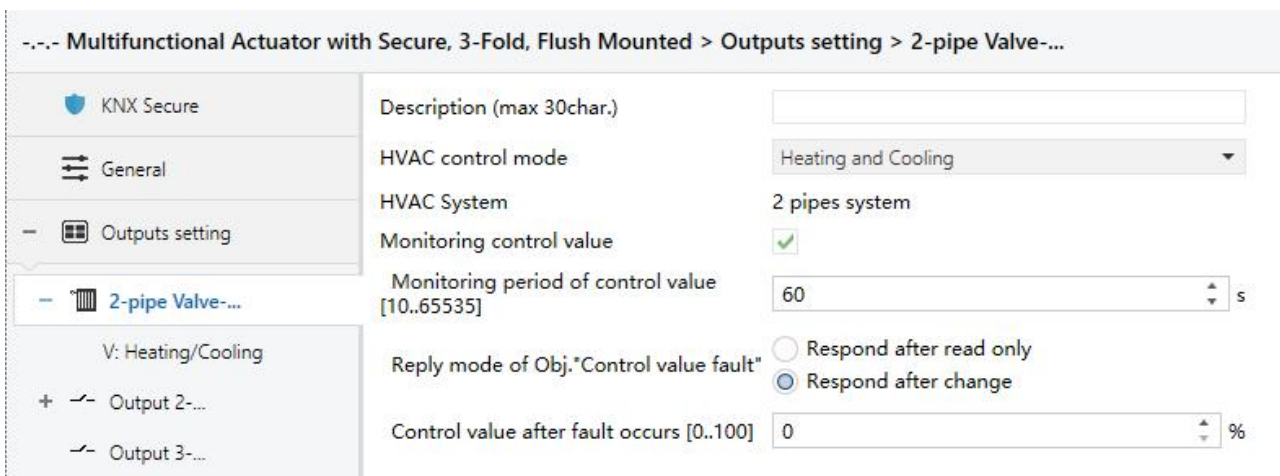 -.-.- Multifunctional Actuator with Secure, 3-Fold, Flush Mounted > Outputs setting > 2-pipe Valve-...
KNX Secure
General
Outputs setting
2-pipe Valve-...
V: Heating/Cooling
Output 2-...
Output 3-...
Description (max 30char.)
HVAC control mode
Heating and Cooling
HVAC System
2 pipes system
Monitoring control value
Monitoring period of control value
[10..65535]
60
s
Reply mode of Obj."Control value fault"
Respond after read only
Respond after change
Control value after fault occurs [0..100]
0
%